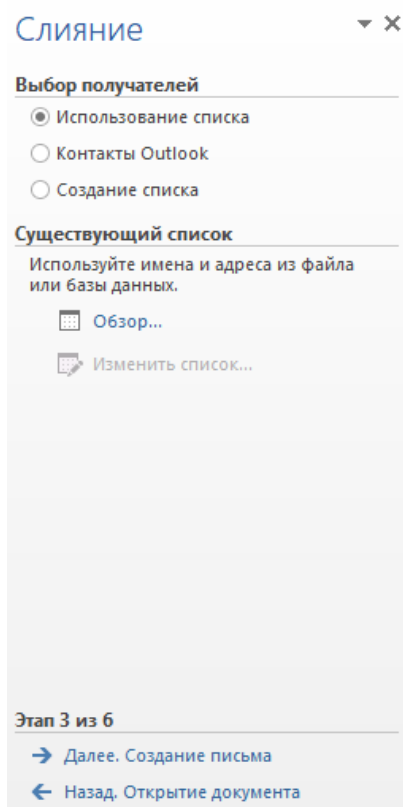 Слияние
Выбор получателей
Использование списка
Контакты Outlook
Создание списка
Существующий список
Используйте имена и адреса из файла
или базы данных.
Обзор...
Изменить список...
Этап 3 из 6
Далее. Создание письма
Назад. Открытие документа